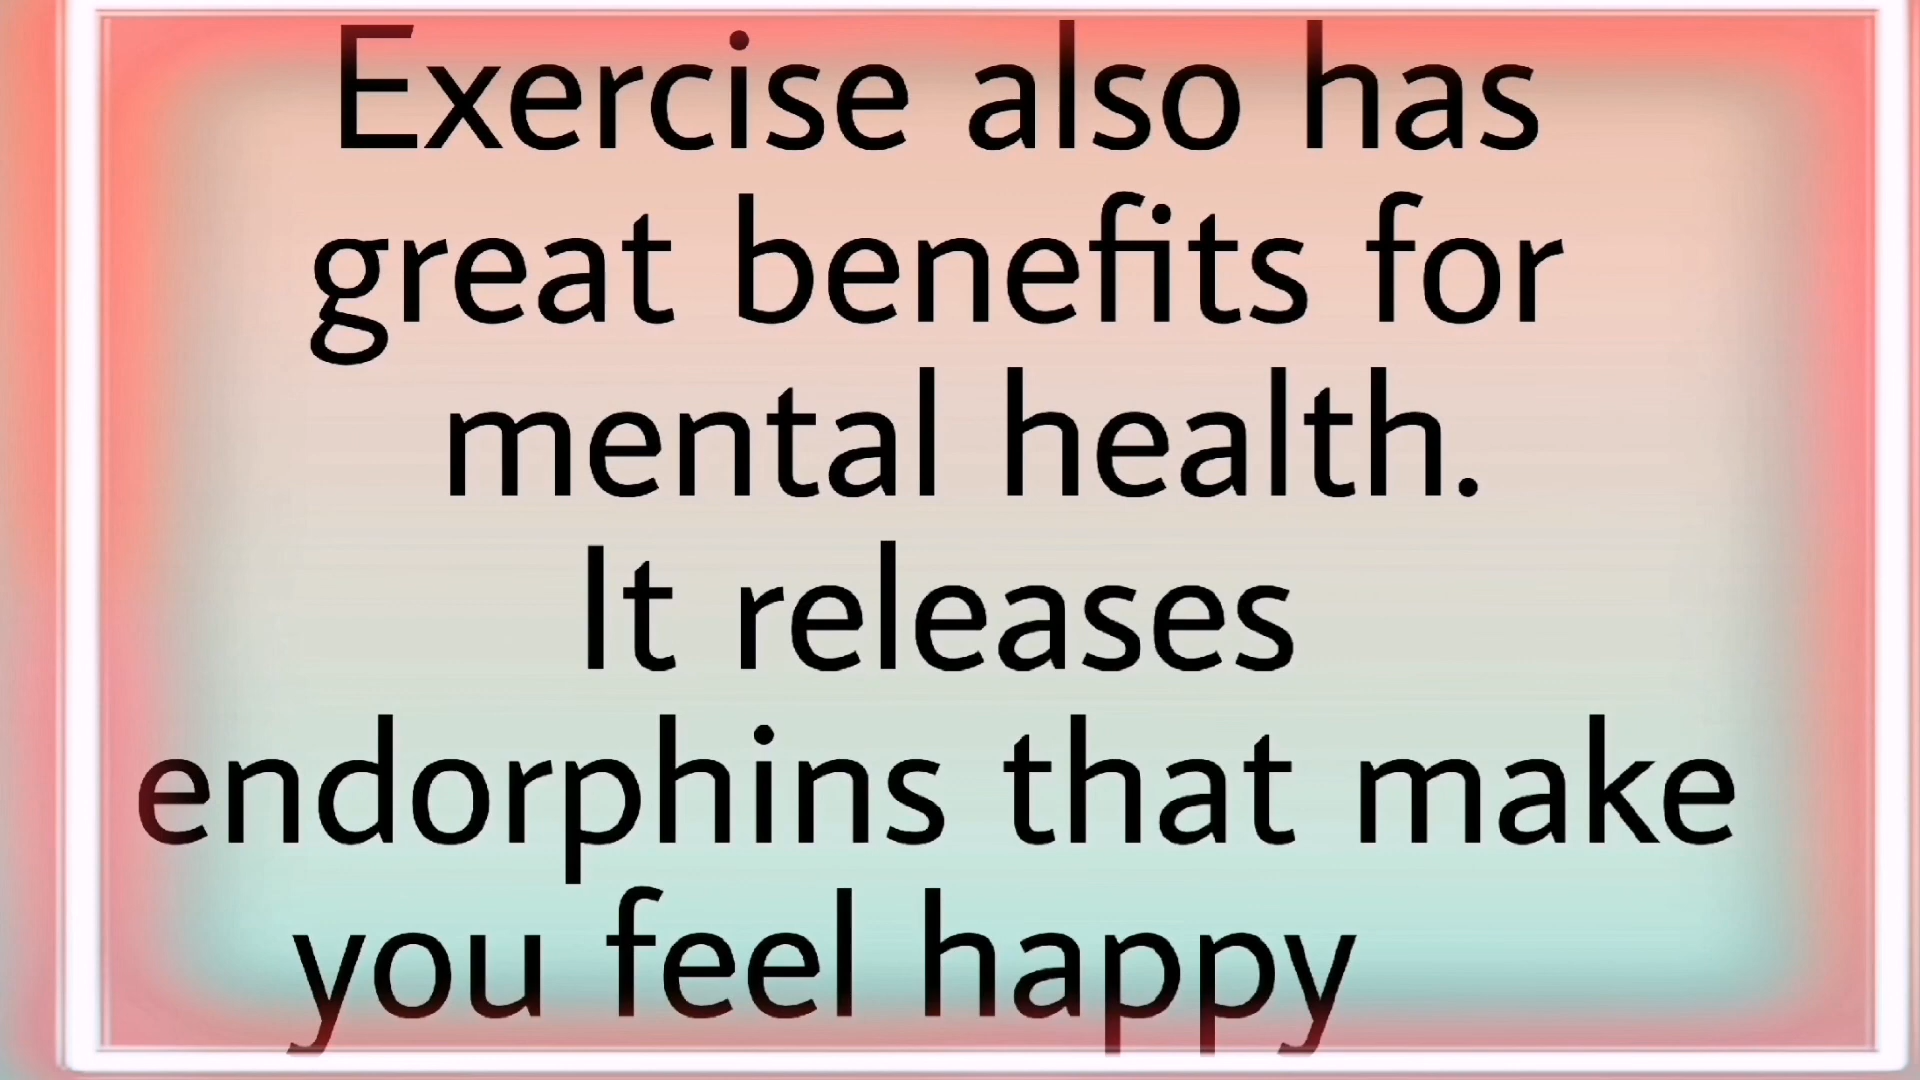 Exercise also has
great benefits for
mental health.
It releases
endorphins that make
you feel happy